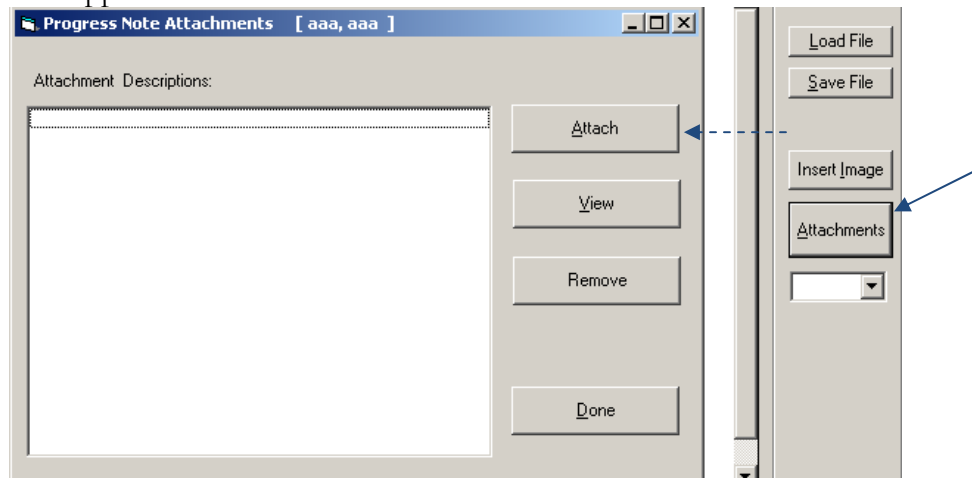 Progress Note Attachments [ aaa, aaa ]
Attachment Descriptions:
Attach
View
Remove
Done
Load File
Save File
Insert Image
Attachments